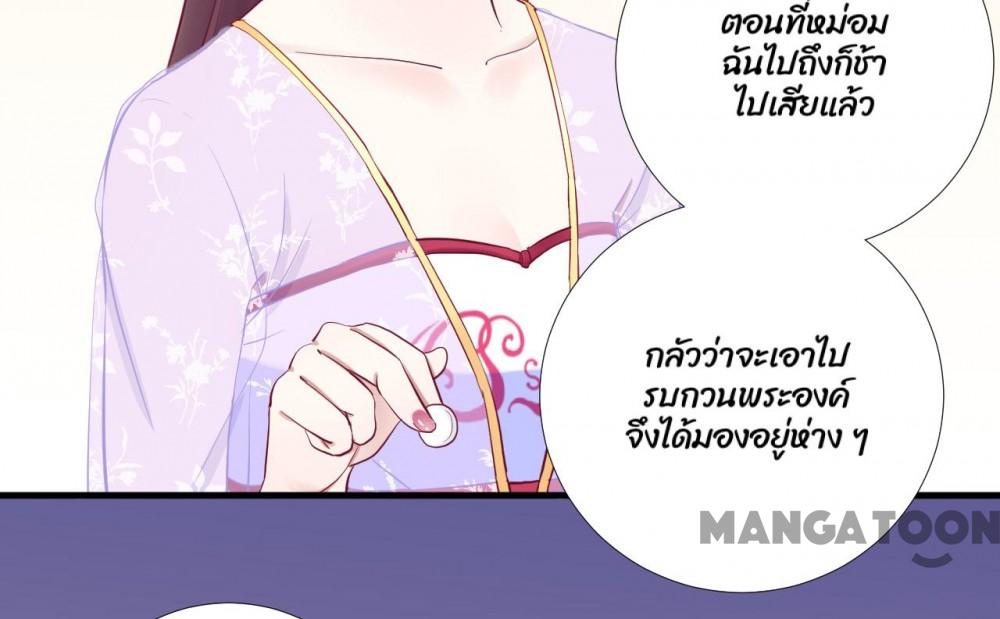 ตอนที่หม่อม
ฉันไปถึงก็ช้า
ไปเสียแล้ว
กลัวว่าจะเอาไป
รบกวนพระองค์
จึงได้มองอยู่ห่าง ๆ
MANGATOON